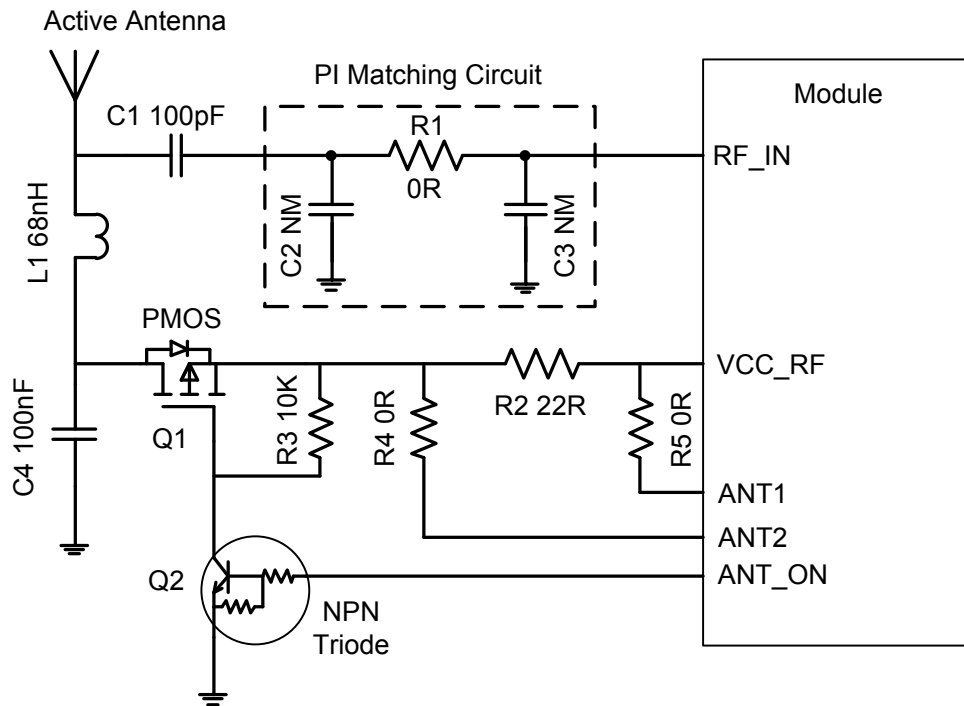 Active Antenna
PI Matching Circuit
Module
C1 100pF
R1
0R
RF_IN
C2 NM
C3 NM
L1 68nH
PMOS
VCC_RF
R2 22R
Q1
R3 10K
R4 0R
R5 0R
C4 100nF
ANT1
ANT2
ANT_ON
Q2
NPN
Triode